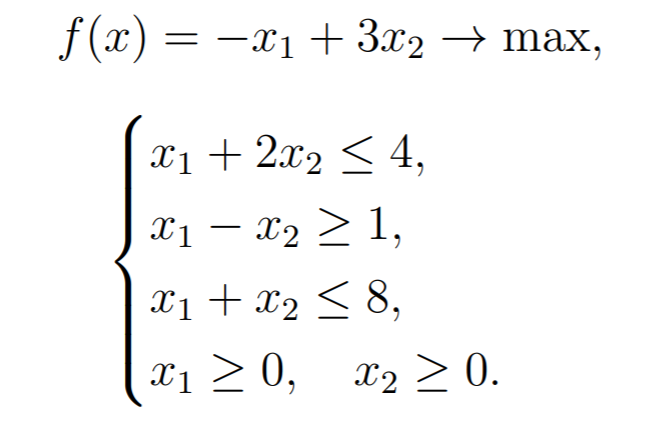 f(x) = −x₁ + 3x₂ → max,
x₁ + 2x₂ ≤ 4,
x₁ − x₂ ≥ 1,
x₁ + x₂ ≤ 8,
x₁ ≥ 0, x₂ ≥ 0.